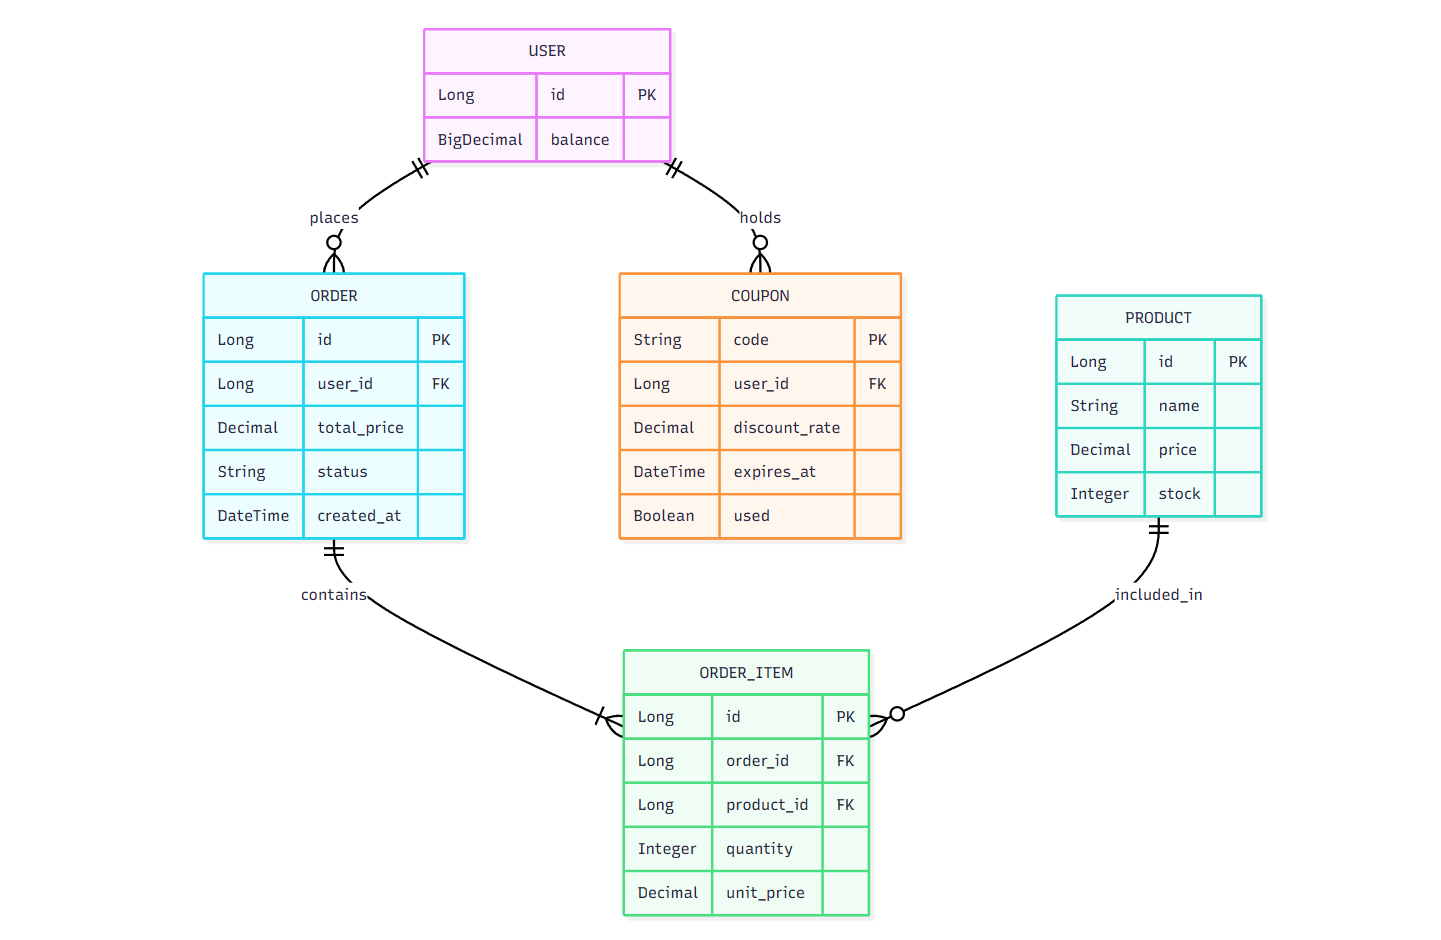 USER
Long id PK
BigDecimal balance
places
holds
ORDER
Long id PK
Long user_id FK
Decimal total_price
String status
DateTime created_at
COUPON
String code PK
Long user_id FK
Decimal discount_rate
DateTime expires_at
Boolean used
PRODUCT
Long id PK
String name
Decimal price
Integer stock
contains
included_in
ORDER_ITEM
Long id PK
Long order_id FK
Long product_id FK
Integer quantity
Decimal unit_price